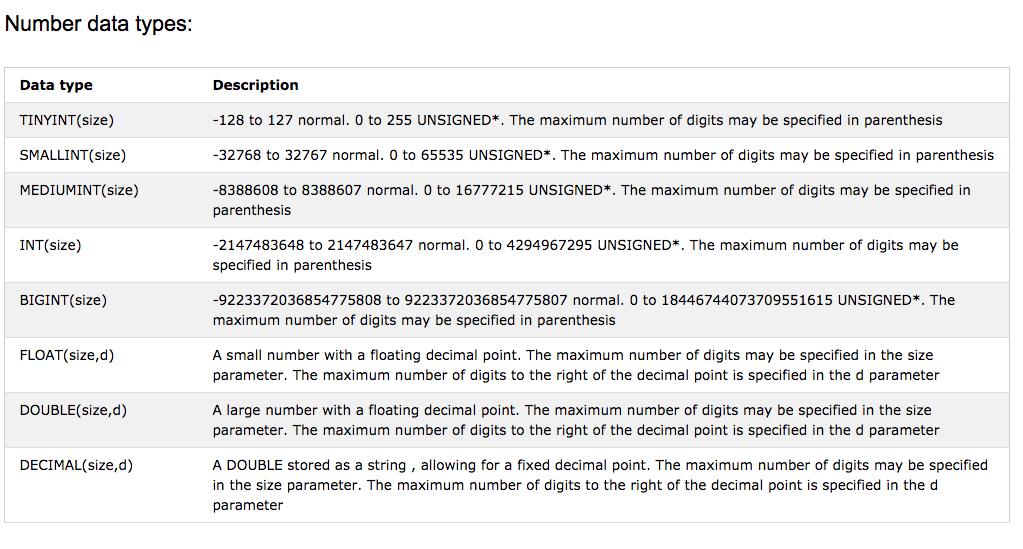 Number data types:
Data type Description
TINYINT(size) -128 to 127 normal. 0 to 255 UNSIGNED*. The maximum number of digits may be specified in parenthesis
SMALLINT(size) -32768 to 32767 normal. 0 to 65535 UNSIGNED*. The maximum number of digits may be specified in parenthesis
MEDIUMINT(size) -8388608 to 8388607 normal. 0 to 16777215 UNSIGNED*. The maximum number of digits may be specified in
parenthesis
INT(size) -2147483648 to 2147483647 normal. 0 to 4294967295 UNSIGNED*. The maximum number of digits may be
specified in parenthesis
BIGINT(size) -9223372036854775808 to 9223372036854775807 normal. 0 to 18446744073709551615 UNSIGNED*. The
maximum number of digits may be specified in parenthesis
FLOAT(size,d) A small number with a floating decimal point. The maximum number of digits may be specified in the size
parameter. The maximum number of digits to the right of the decimal point is specified in the d parameter
DOUBLE(size,d) A large number with a floating decimal point. The maximum number of digits may be specified in the size
parameter. The maximum number of digits to the right of the decimal point is specified in the d parameter
DECIMAL(size,d) A DOUBLE stored as a string , allowing for a fixed decimal point. The maximum number of digits may be specified
in the size parameter. The maximum number of digits to the right of the decimal point is specified in the d
parameter